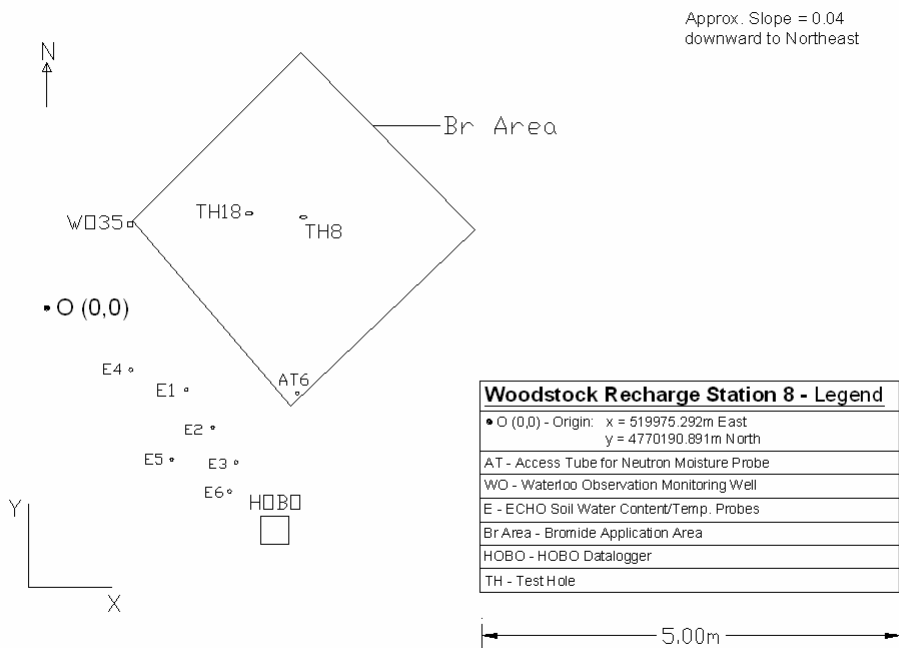 Approx. Slope = 0.04
downward to Northeast
N
Br Area
TH18
TH8
WO35
O (0,0)
E4
E1
AT6
E2
E5
E3
E6
HOBO
Y
X
Woodstock Recharge Station 8 - Legend
O (0,0) - Origin: x = 519975.292m East
y = 4770190.891m North
AT - Access Tube for Neutron Moisture Probe
WO - Waterloo Observation Monitoring Well
E - ECHO Soil Water Content/Temp. Probes
Br Area - Bromide Application Area
HOBO - HOBO Datalogger
TH - Test Hole
5.00m